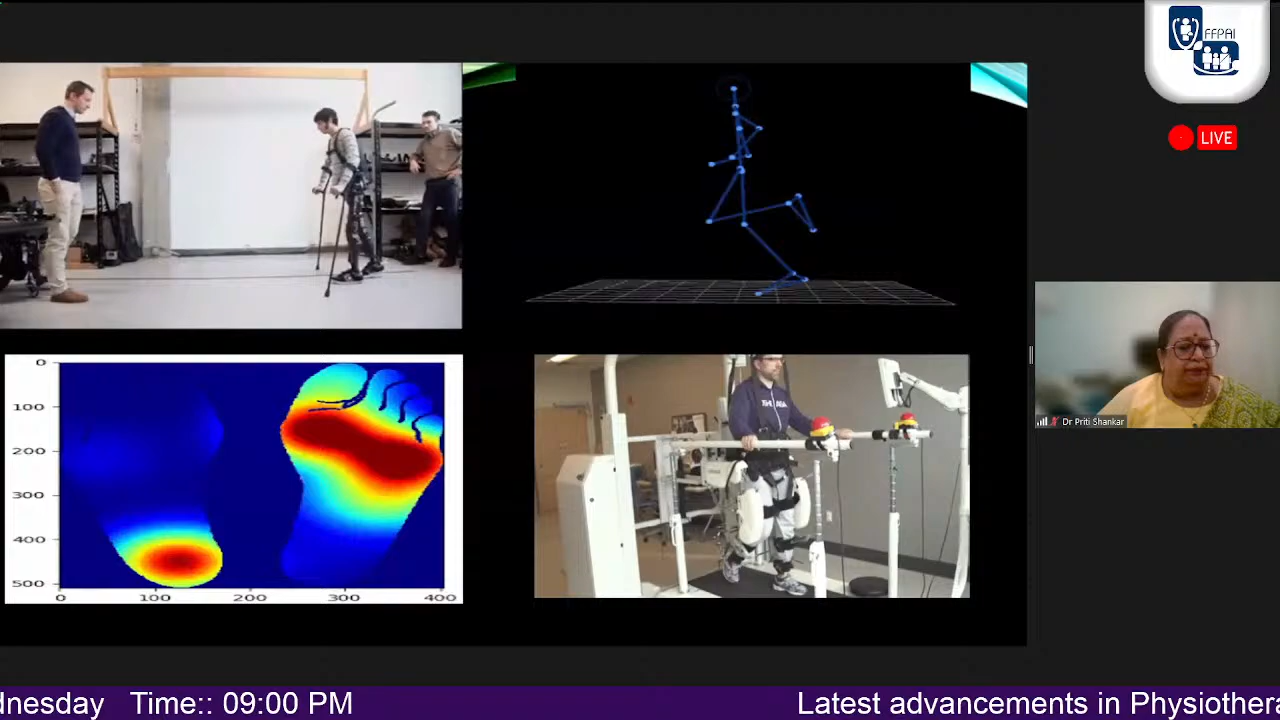 FFPAI
LIVE
0
100
200
300
400
500
0 100 200 300 400
Dr Priti Shankar
dnesday Time:: 09:00 PM
Latest advancements in Physiothera